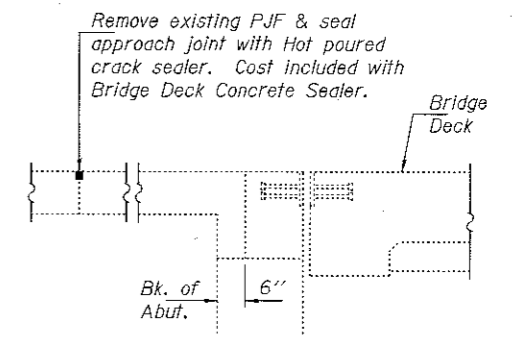 Remove existing PJF & seal
approach joint with Hot poured
crack sealer. Cost included with
Bridge Deck Concrete Sealer.
Bridge
Deck
Bk. of
Abut.
6"